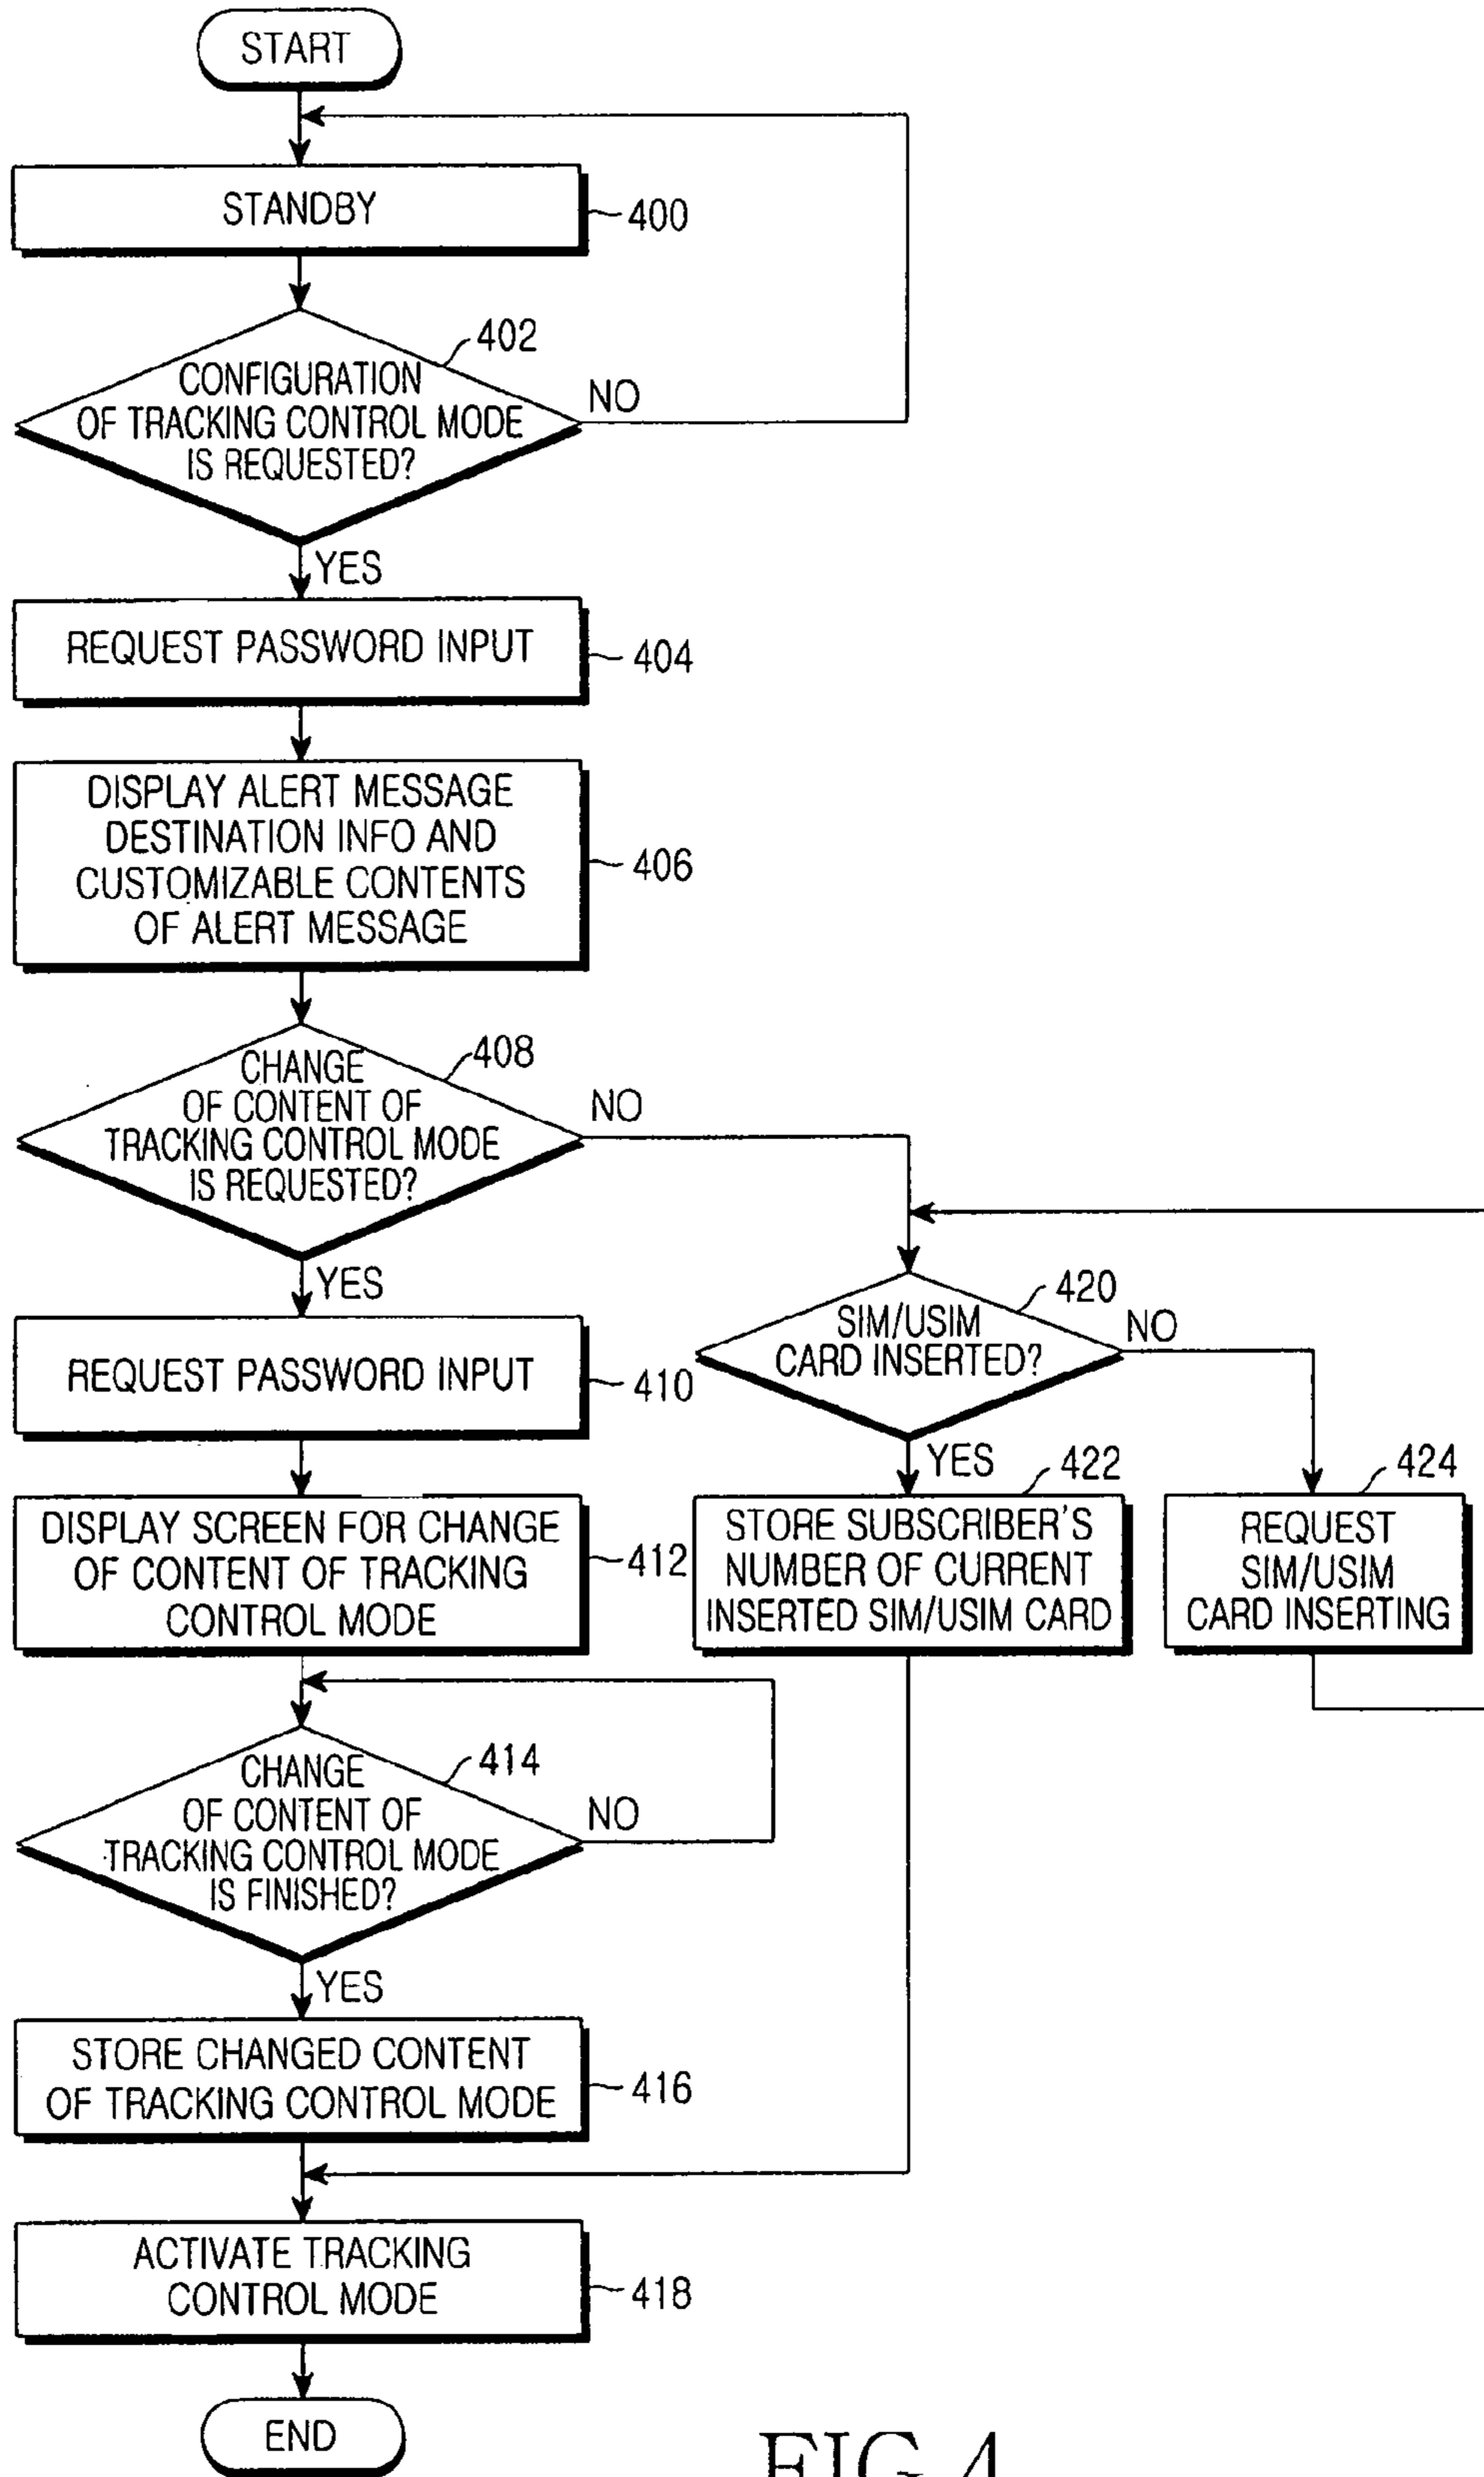 START
STANDBY
400
402
CONFIGURATION
OF TRACKING CONTROL MODE
IS REQUESTED?
NO
YES
REQUEST PASSWORD INPUT
404
DISPLAY ALERT MESSAGE
DESTINATION INFO AND
CUSTOMIZABLE CONTENTS
OF ALERT MESSAGE
406
408
CHANGE
OF CONTENT OF
TRACKING CONTROL MODE
IS REQUESTED?
NO
YES
REQUEST PASSWORD INPUT
410
420
SIM/USIM
CARD INSERTED?
NO
YES
DISPLAY SCREEN FOR CHANGE
OF CONTENT OF TRACKING
CONTROL MODE
412
422
STORE SUBSCRIBER'S
NUMBER OF CURRENT
INSERTED SIM/USIM CARD
424
REQUEST
SIM/USIM
CARD INSERTING
414
CHANGE
OF CONTENT OF
TRACKING CONTROL MODE
IS FINISHED?
NO
YES
STORE CHANGED CONTENT
OF TRACKING CONTROL MODE
416
ACTIVATE TRACKING
CONTROL MODE
418
END
FIG.4